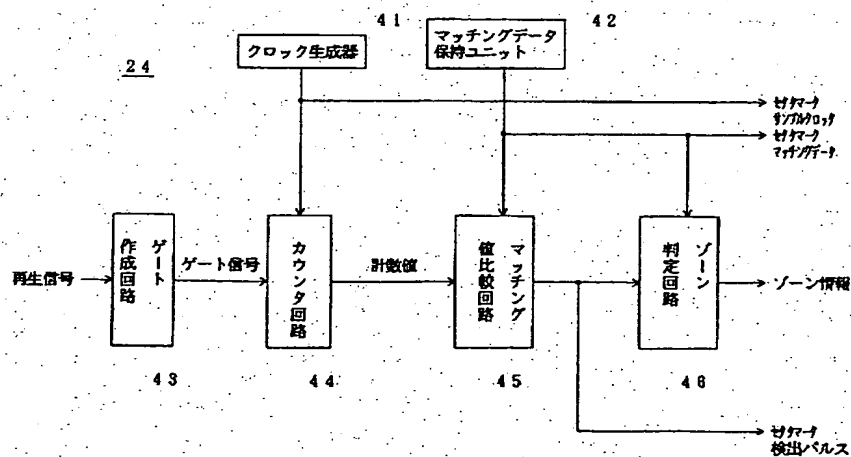 41
42
24
クロック生成器
マッチングデータ
保持ユニット
セクタマーク
サンプルクロック
セクタマーク
マッチングデータ
再生信号
ゲート
作成回路
ゲート信号
カウンタ回路
計数値
マッチング
値比較回路
ゾーン
判定回路
ゾーン情報
43
44
45
46
セクタマーク
検出パルス